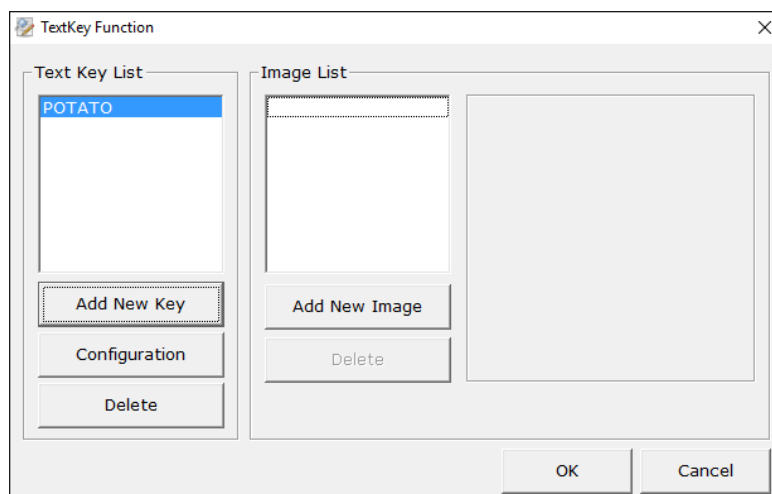 TextKey Function
Text Key List
POTATO
Add New Key
Configuration
Delete
Image List
Add New Image
Delete
OK
Cancel